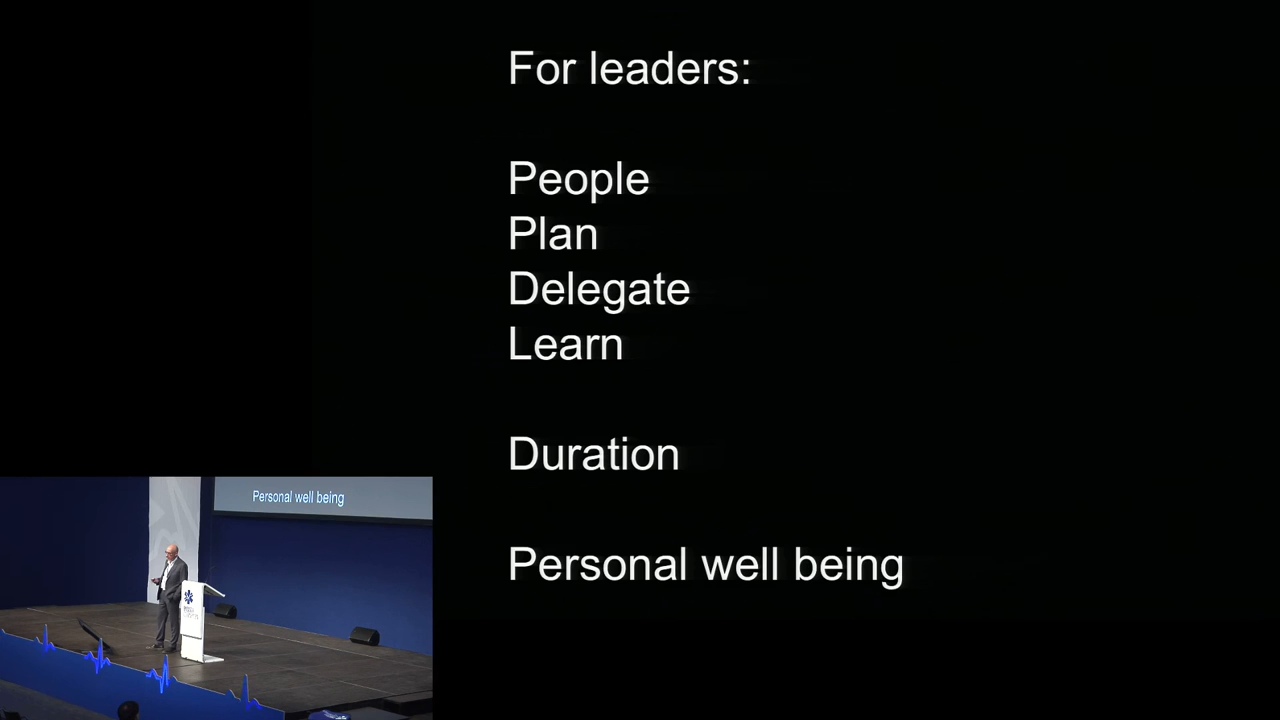 For leaders:
People
Plan
Delegate
Learn
Duration
Personal well being
Personal well being